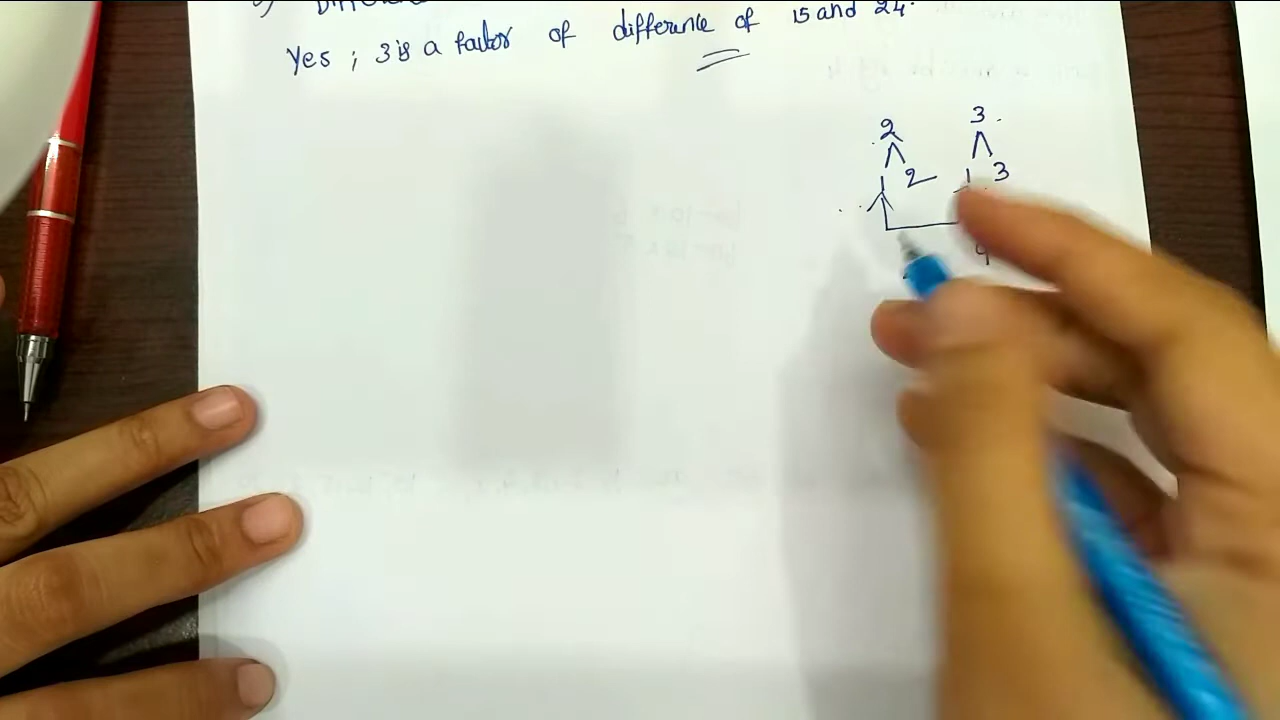 Yes ; 3 is a factor of difference of 15 and 24.
2 3
1 2 1 3